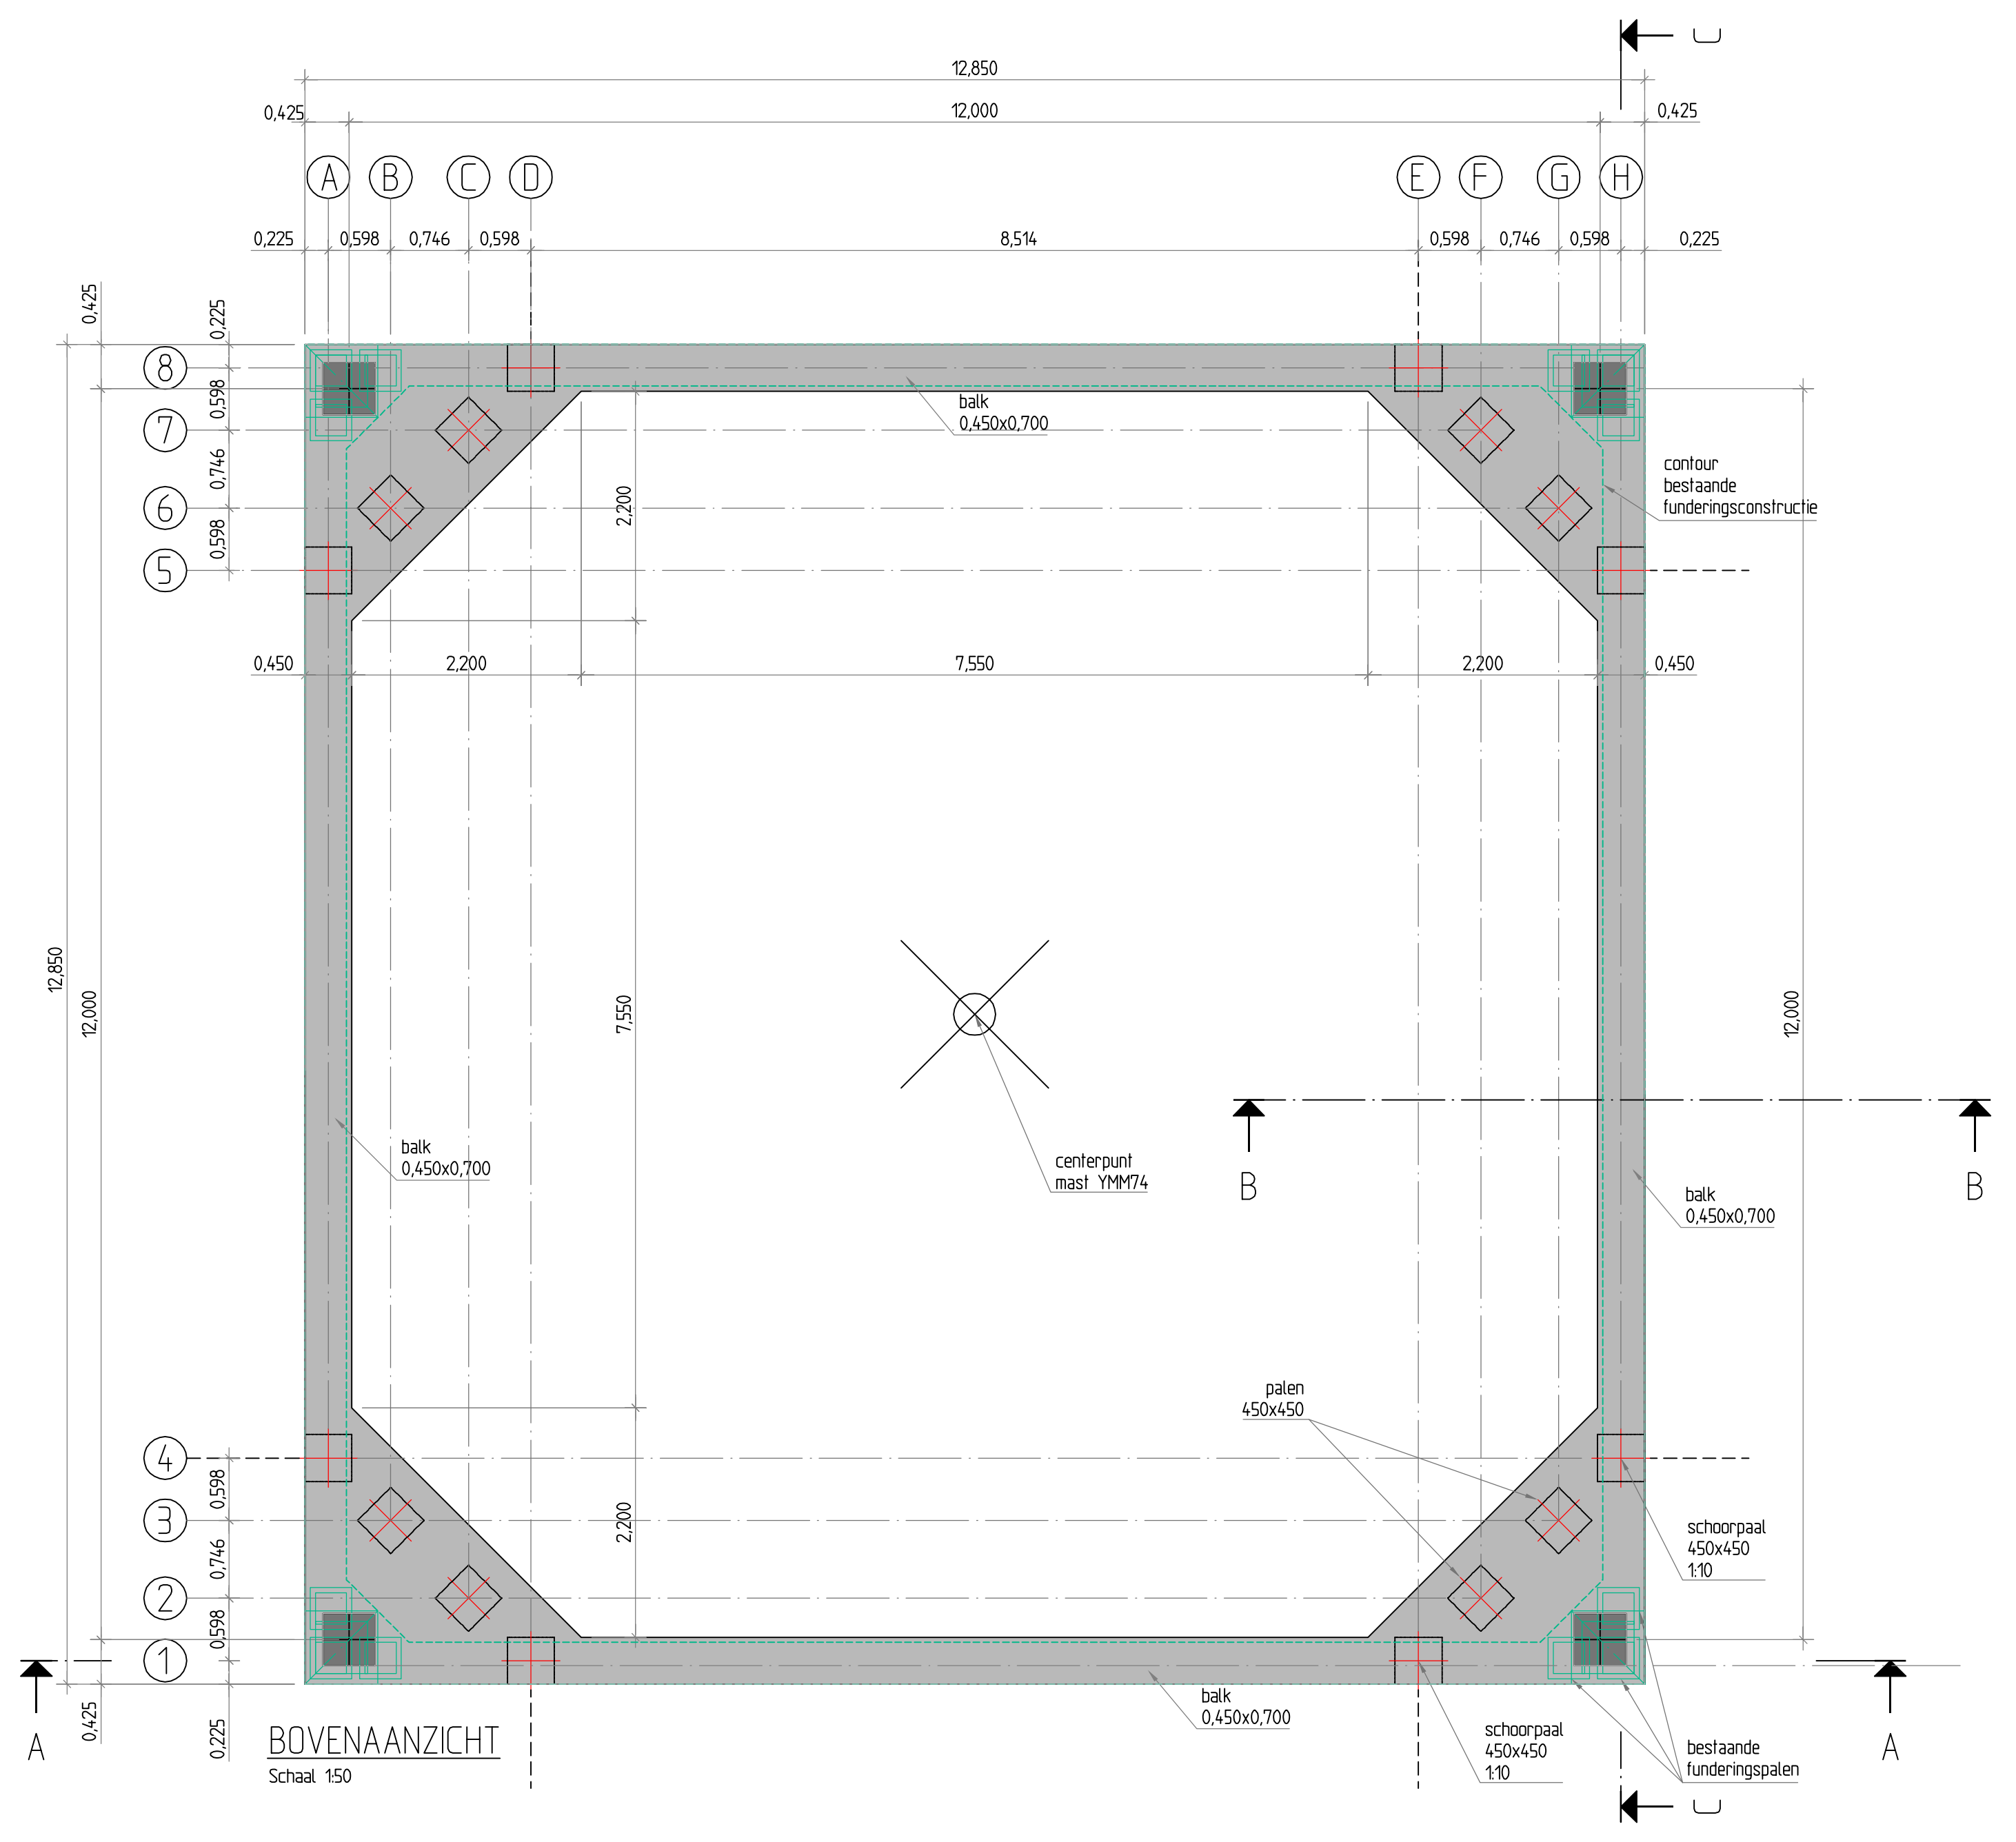 C
12,850
0,425
12,000
0,425
A
B
C
D
E
F
G
H
0,225
0,598
0,746
0,598
8,514
0,598
0,746
0,598
0,225
0,425
0,225
8
0,598
balk
0,450x0,700
7
0,746
contour
bestaande
funderingsconstructie
6
2,200
0,598
5
0,450
2,200
7,550
2,200
0,450
12,850
12,000
7,550
12,000
balk
0,450x0,700
centerpunt
mast YMM74
B
B
balk
0,450x0,700
palen
450x450
4
0,598
3
2,200
schoorpaal
450x450
1:10
0,746
2
0,598
1
A
0,425
0,225
BOVENAANZICHT
Schaal 1:50
balk
0,450x0,700
schoorpaal
450x450
1:10
bestaande
funderingspalen
A
C